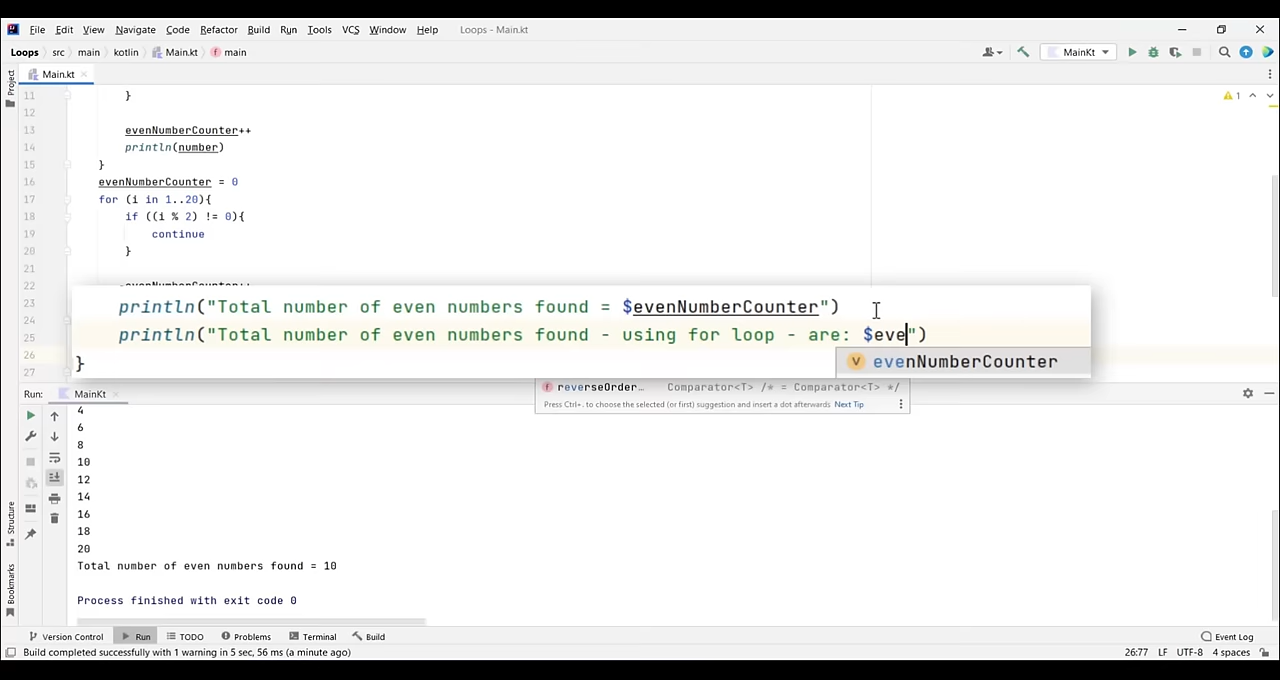 File Edit View Navigate Code Refactor Build Run Tools VCS Window Help Loops - Main.kt
Loops src main kotlin Main.kt main MainKt
Main.kt
Project
11 }
1
12
13 evenNumberCounter++
14 println(number)
15 }
16 evenNumberCounter = 0
17 for (i in 1..20){
18 if ((i % 2) != 0){
19 continue
20 }
21
22 evenNumberCounter++
23 println("Total number of even numbers found = $evenNumberCounter")
24
25 println("Total number of even numbers found - using for loop - are: $eve")
26 }
27
v evenNumberCounter
f reverseOrder… Comparator<T> /* = Comparator<T> */
Press Ctrl+. to choose the selected (or first) suggestion and insert a dot afterwards Next Tip
Run: MainKt
4
6
8
10
12
14
16
18
20
Total number of even numbers found = 10
Process finished with exit code 0
Structure
Bookmarks
Version Control Run TODO Problems Terminal Build Event Log
Build completed successfully with 1 warning in 5 sec, 56 ms (a minute ago) 26:77 LF UTF-8 4 spaces